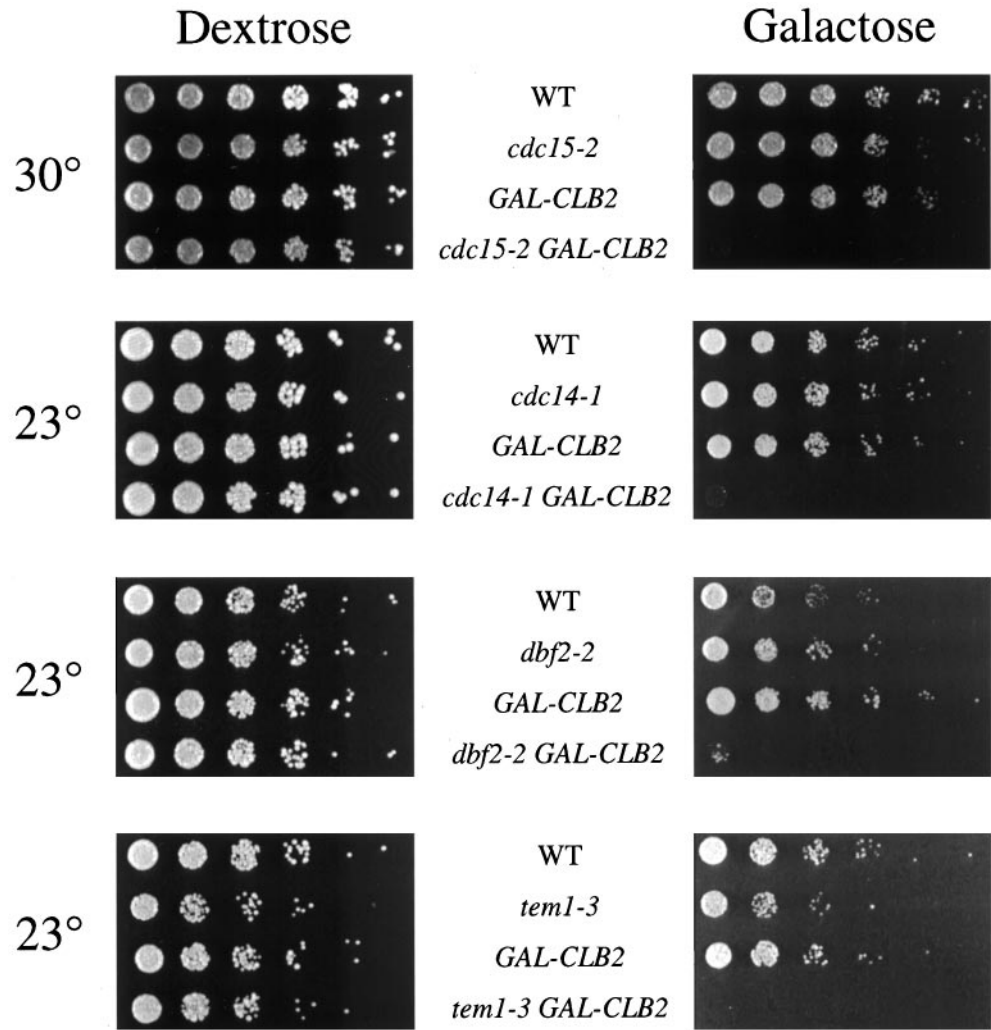 Dextrose Galactose
30°
WT
cdc15-2
GAL-CLB2
cdc15-2 GAL-CLB2
23°
WT
cdc14-1
GAL-CLB2
cdc14-1 GAL-CLB2
23°
WT
dbf2-2
GAL-CLB2
dbf2-2 GAL-CLB2
23°
WT
tem1-3
GAL-CLB2
tem1-3 GAL-CLB2